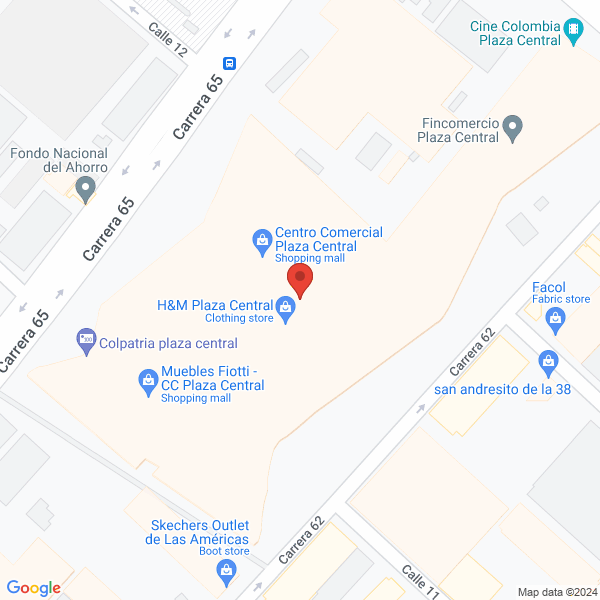 Cine Colombia
Plaza Central
Calle 12
Carrera 65
Fincomercio
Plaza Central
Fondo Nacional
del Ahorro
Carrera 65
Centro Comercial
Plaza Central
Shopping mall
Facol
Fabric store
H&M Plaza Central
Clothing store
Carrera 65
Colpatria plaza central
Carrera 62
Muebles Fiotti -
CC Plaza Central
Shopping mall
san andresito de la 38
Skechers Outlet
de Las Américas
Boot store
Carrera 62
Calle 11
Google
Map data ©2024